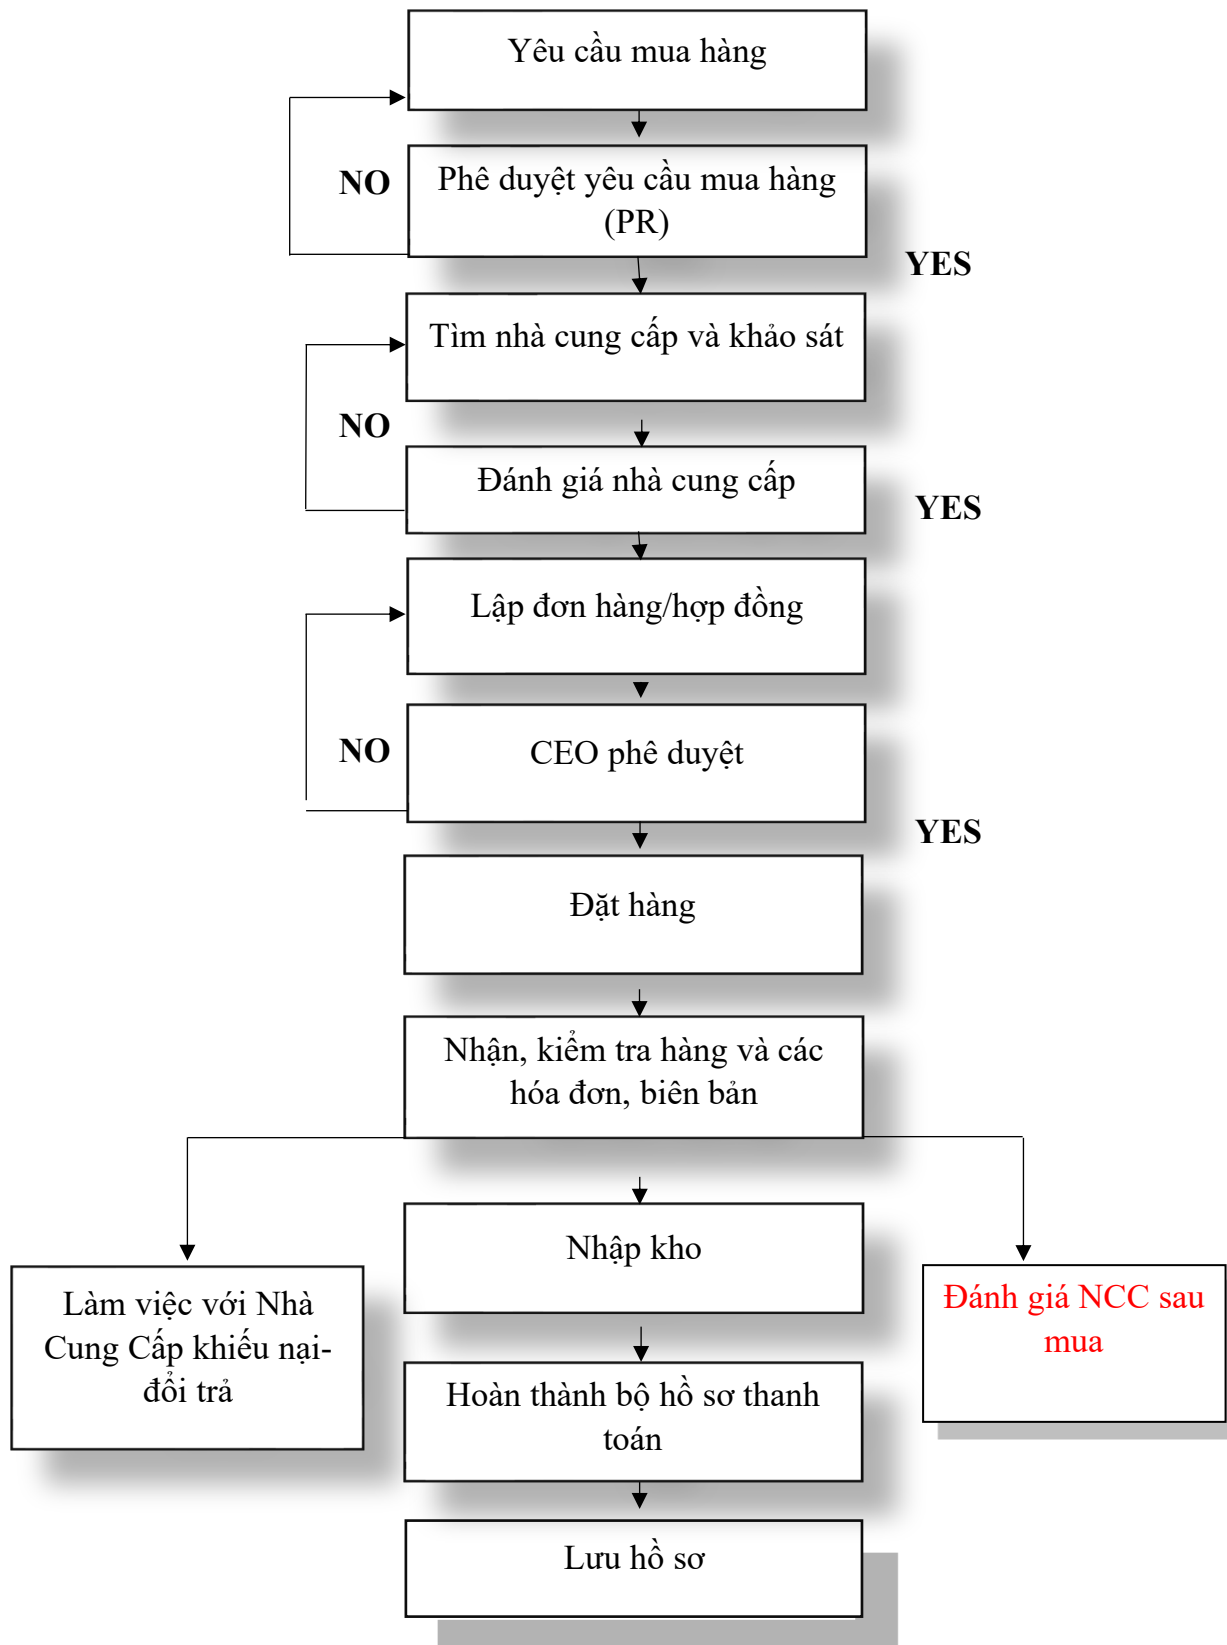 Yêu cầu mua hàng
NO
Phê duyệt yêu cầu mua hàng
(PR)
YES
Tìm nhà cung cấp và khảo sát
NO
Đánh giá nhà cung cấp
YES
Lập đơn hàng/hợp đồng
NO
CEO phê duyệt
YES
Đặt hàng
Nhận, kiểm tra hàng và các
hóa đơn, biên bản
Nhập kho
Làm việc với Nhà
Cung Cấp khiếu nại-
đổi trả
Đánh giá NCC sau
mua
Hoàn thành bộ hồ sơ thanh
toán
Lưu hồ sơ